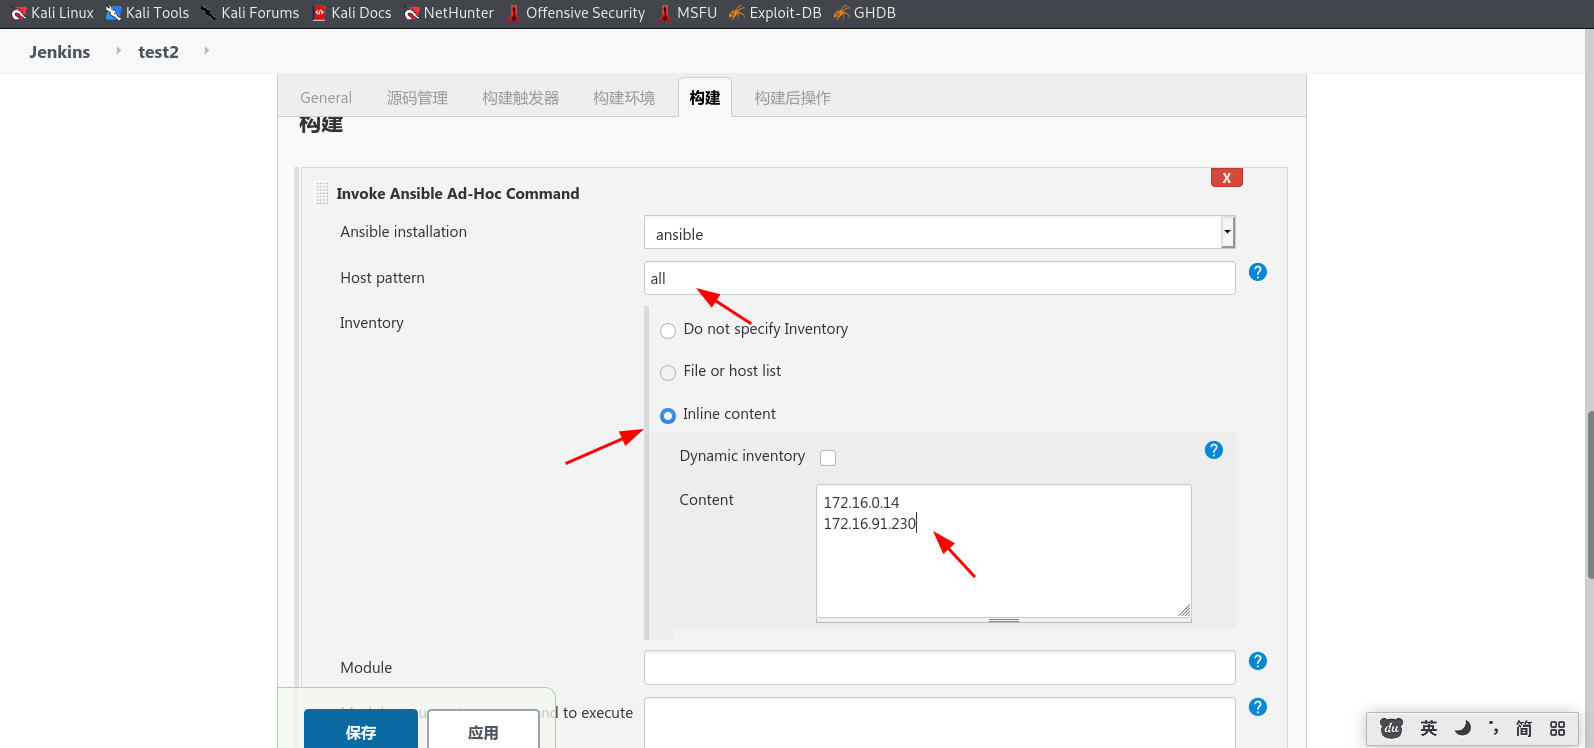 Kali Linux Kali Tools Kali Forums Kali Docs NetHunter Offensive Security MSFU Exploit-DB GHDB
Jenkins test2
General 源码管理 构建触发器 构建环境 构建 构建后操作
构建
X
Invoke Ansible Ad-Hoc Command
Ansible installation ansible
Host pattern all ?
Inventory Do not specify Inventory
File or host list
Inline content
Dynamic inventory ?
Content 172.16.0.14
172.16.91.230
Module ?
to execute ?
保存 应用
du 英 简